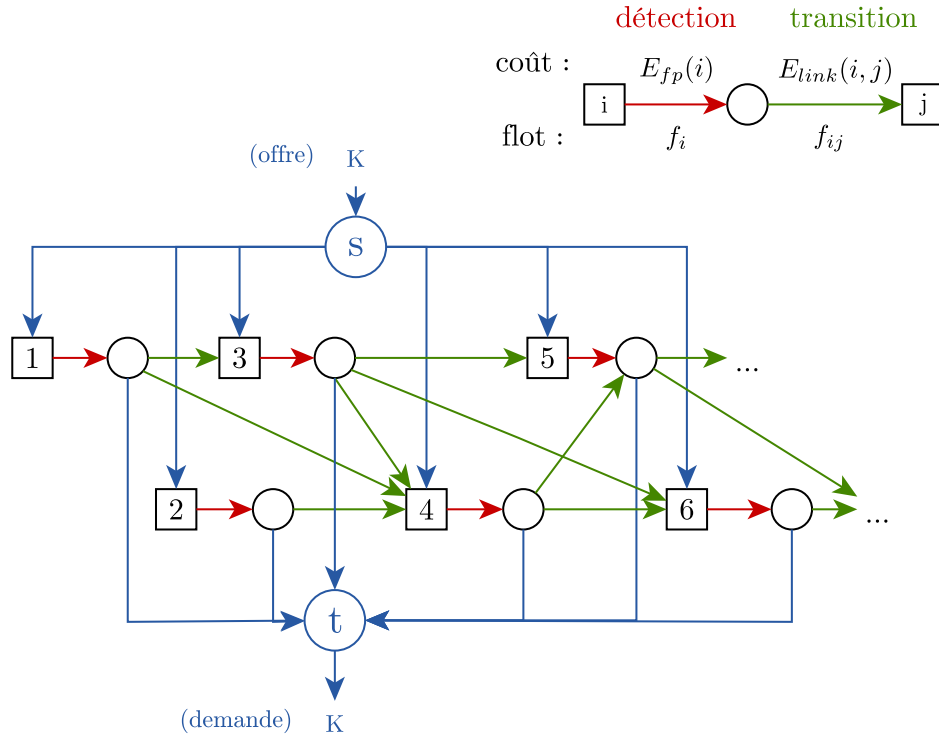 détection transition
coût : E_{fp}(i) E_{link}(i, j)
i j
flot : f_i f_{ij}
(offre) K
S
1 3 5 ...
2 4 6 ...
t
(demande) K